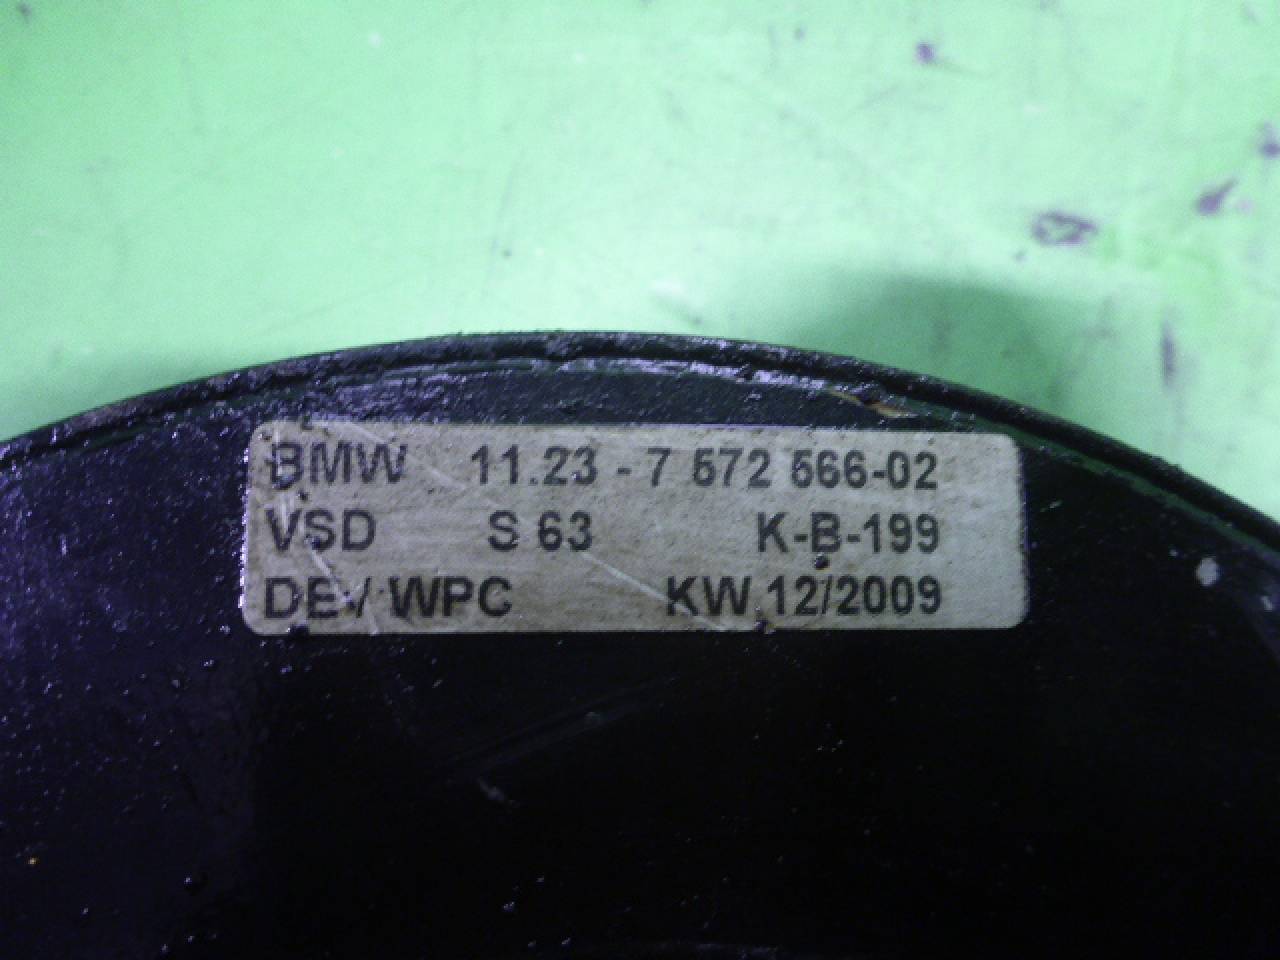 BMW 11.23 - 7 572 566-02
VSD S 63 K-B-199
DE / WPC KW 12/2009